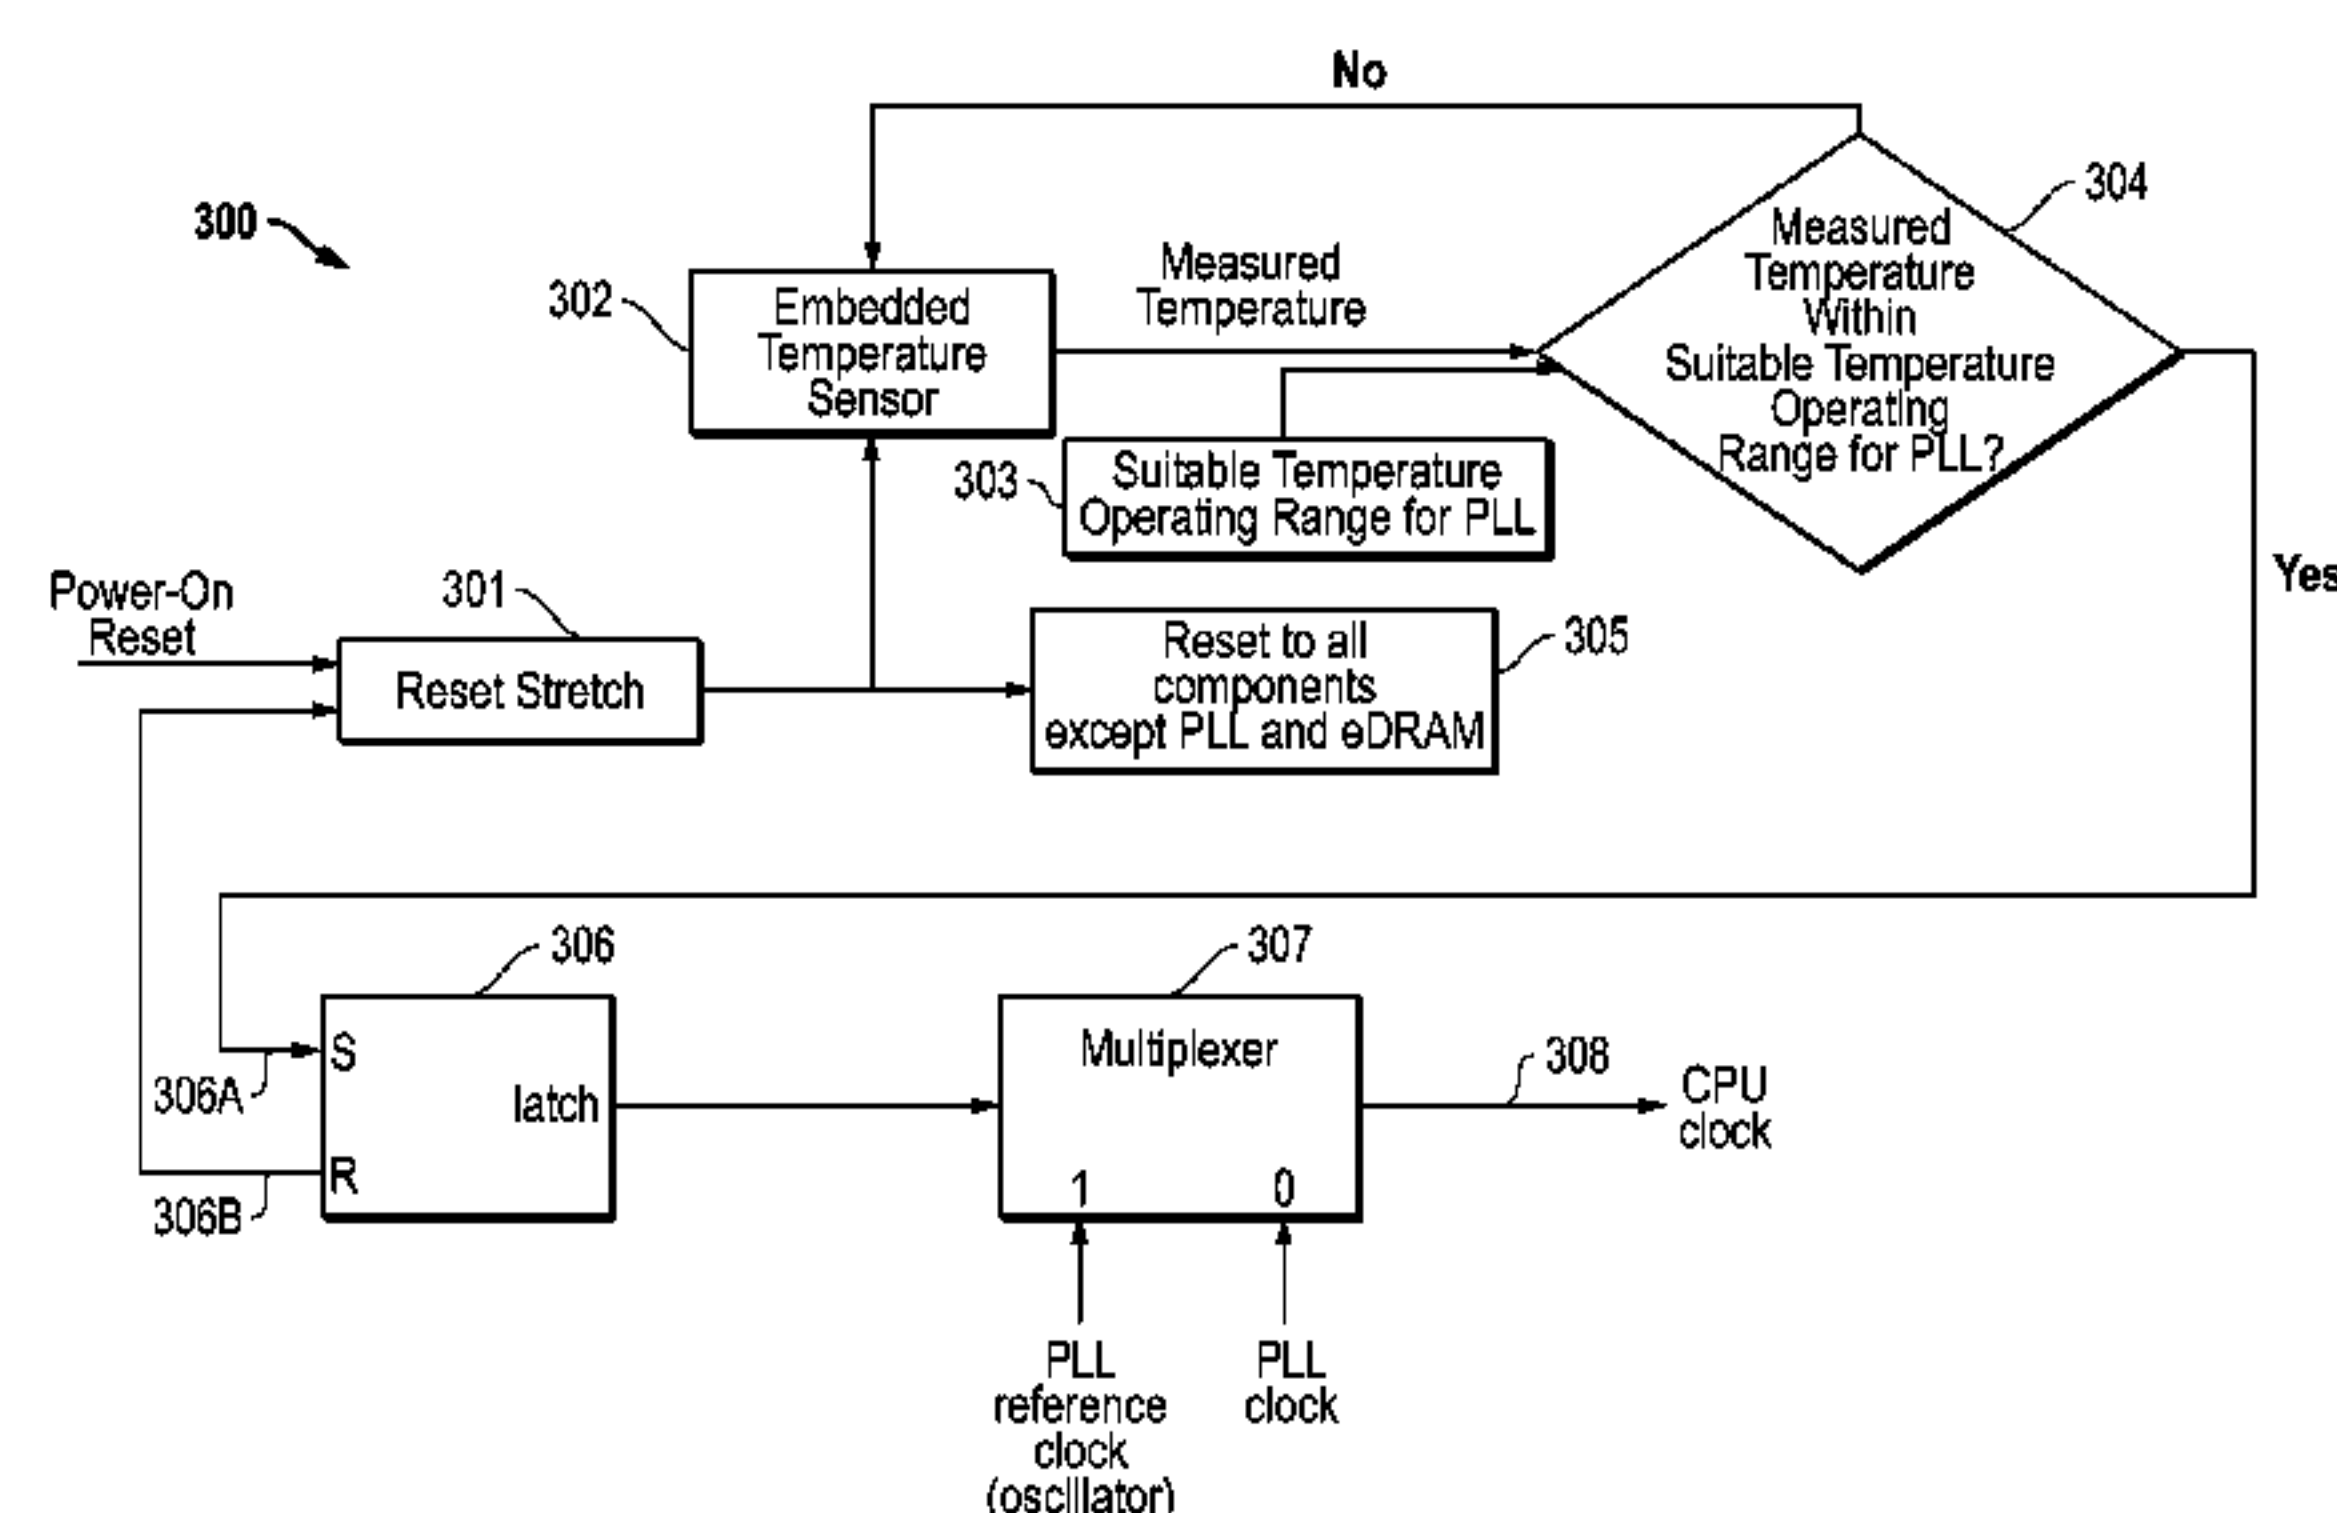 No
300
304
Measured
Temperature
Within
Suitable Temperature
Operating
Range for PLL?
302
Embedded
Temperature
Sensor
Measured
Temperature
303
Suitable Temperature
Operating Range for PLL
Yes
Power-On
Reset
301
Reset Stretch
Reset to all
components
except PLL and eDRAM
305
306
307
S
latch
R
306A
306B
Multiplexer
1 0
308
CPU
clock
PLL
reference
clock
(oscillator)
PLL
clock